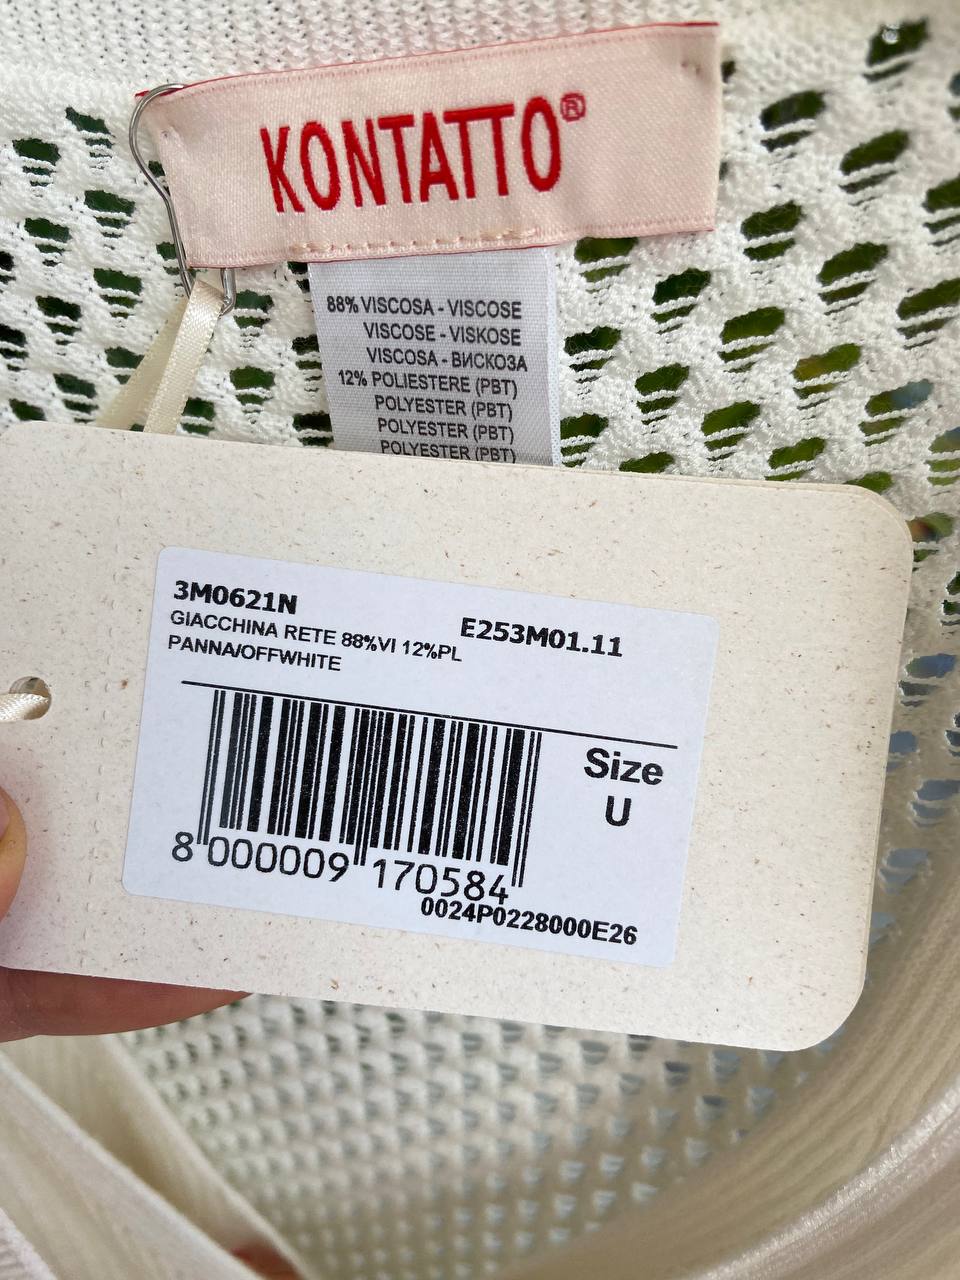 KONTATTO®
88% VISCOSA - VISCOSE
VISCOSE - VISKOSE
VISCOSA - ВИСКОЗА
12% POLIESTERE (PBT)
POLYESTER (PBT)
POLYESTER (PBT)
POLYESTER (PBT)
3M0621N
E253M01.11
GIACCHINA RETE 88%VI 12%PL
PANNA/OFFWHITE
Size
U
8 000009 170584
0024P0228000E26